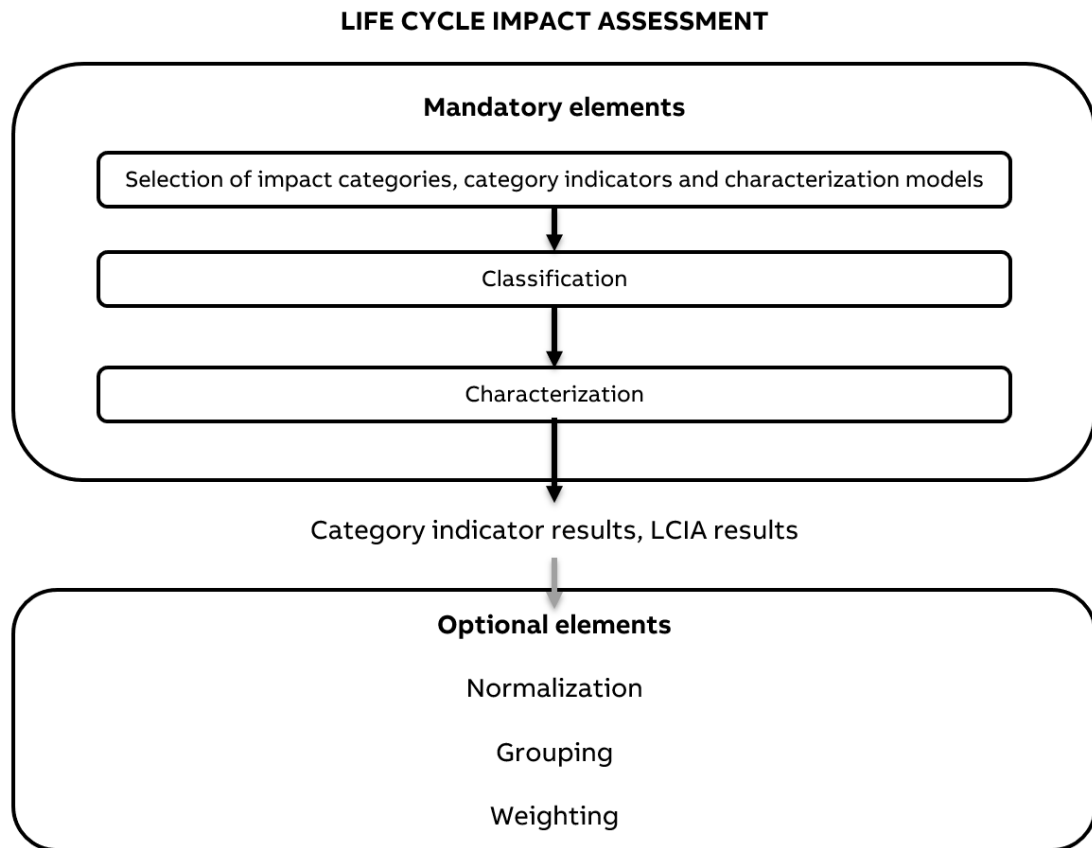 LIFE CYCLE IMPACT ASSESSMENT
Mandatory elements
Selection of impact categories, category indicators and characterization models
Classification
Characterization
Category indicator results, LCIA results
Optional elements
Normalization
Grouping
Weighting